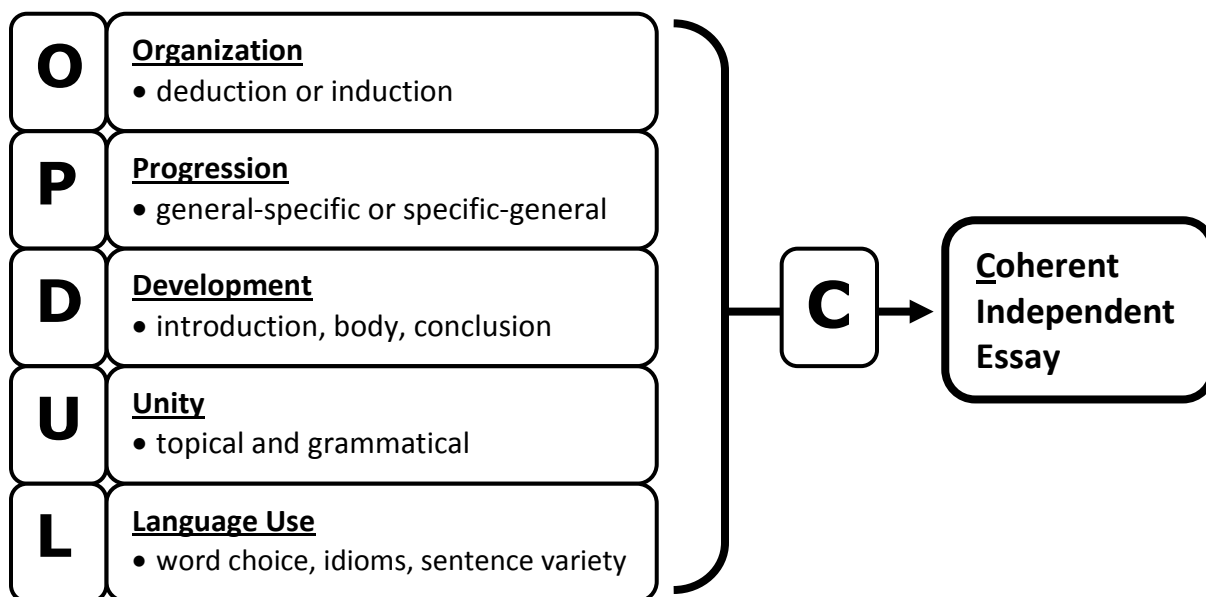 O
Organization
• deduction or induction
P
Progression
• general-specific or specific-general
D
Development
• introduction, body, conclusion
U
Unity
• topical and grammatical
L
Language Use
• word choice, idioms, sentence variety
C
Coherent
Independent
Essay